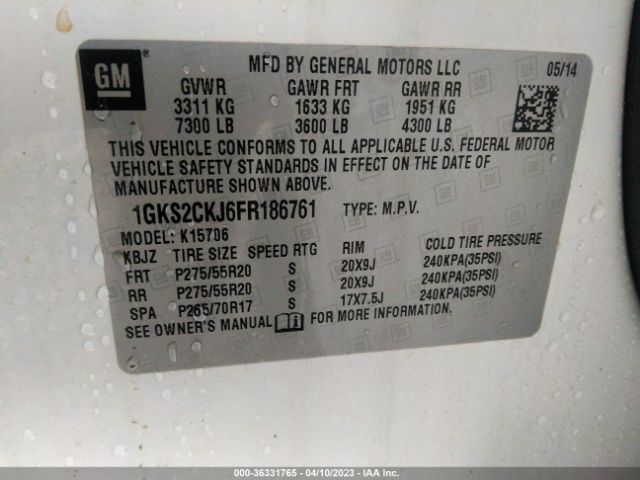 GM ® MFD BY GENERAL MOTORS LLC 05/14
GVWR GAWR FRT GAWR RR
3311 KG 1633 KG 1951 KG
7300 LB 3600 LB 4300 LB
THIS VEHICLE CONFORMS TO ALL APPLICABLE U.S. FEDERAL MOTOR
VEHICLE SAFETY STANDARDS IN EFFECT ON THE DATE OF
MANUFACTURE SHOWN ABOVE.
1GKS2CKJ6FR186761 TYPE: M.P.V.
MODEL: K15706
KBJZ TIRE SIZE SPEED RTG RIM COLD TIRE PRESSURE
FRT P275/55R20 S 20X9J 240KPA(35PSI)
RR P275/55R20 S 20X9J 240KPA(35PSI)
SPA P265/70R17 S 17X7.5J 240KPA(35PSI)
SEE OWNER'S MANUAL FOR MORE INFORMATION.
000-36331765 - 04/10/2023 - IAA Inc.